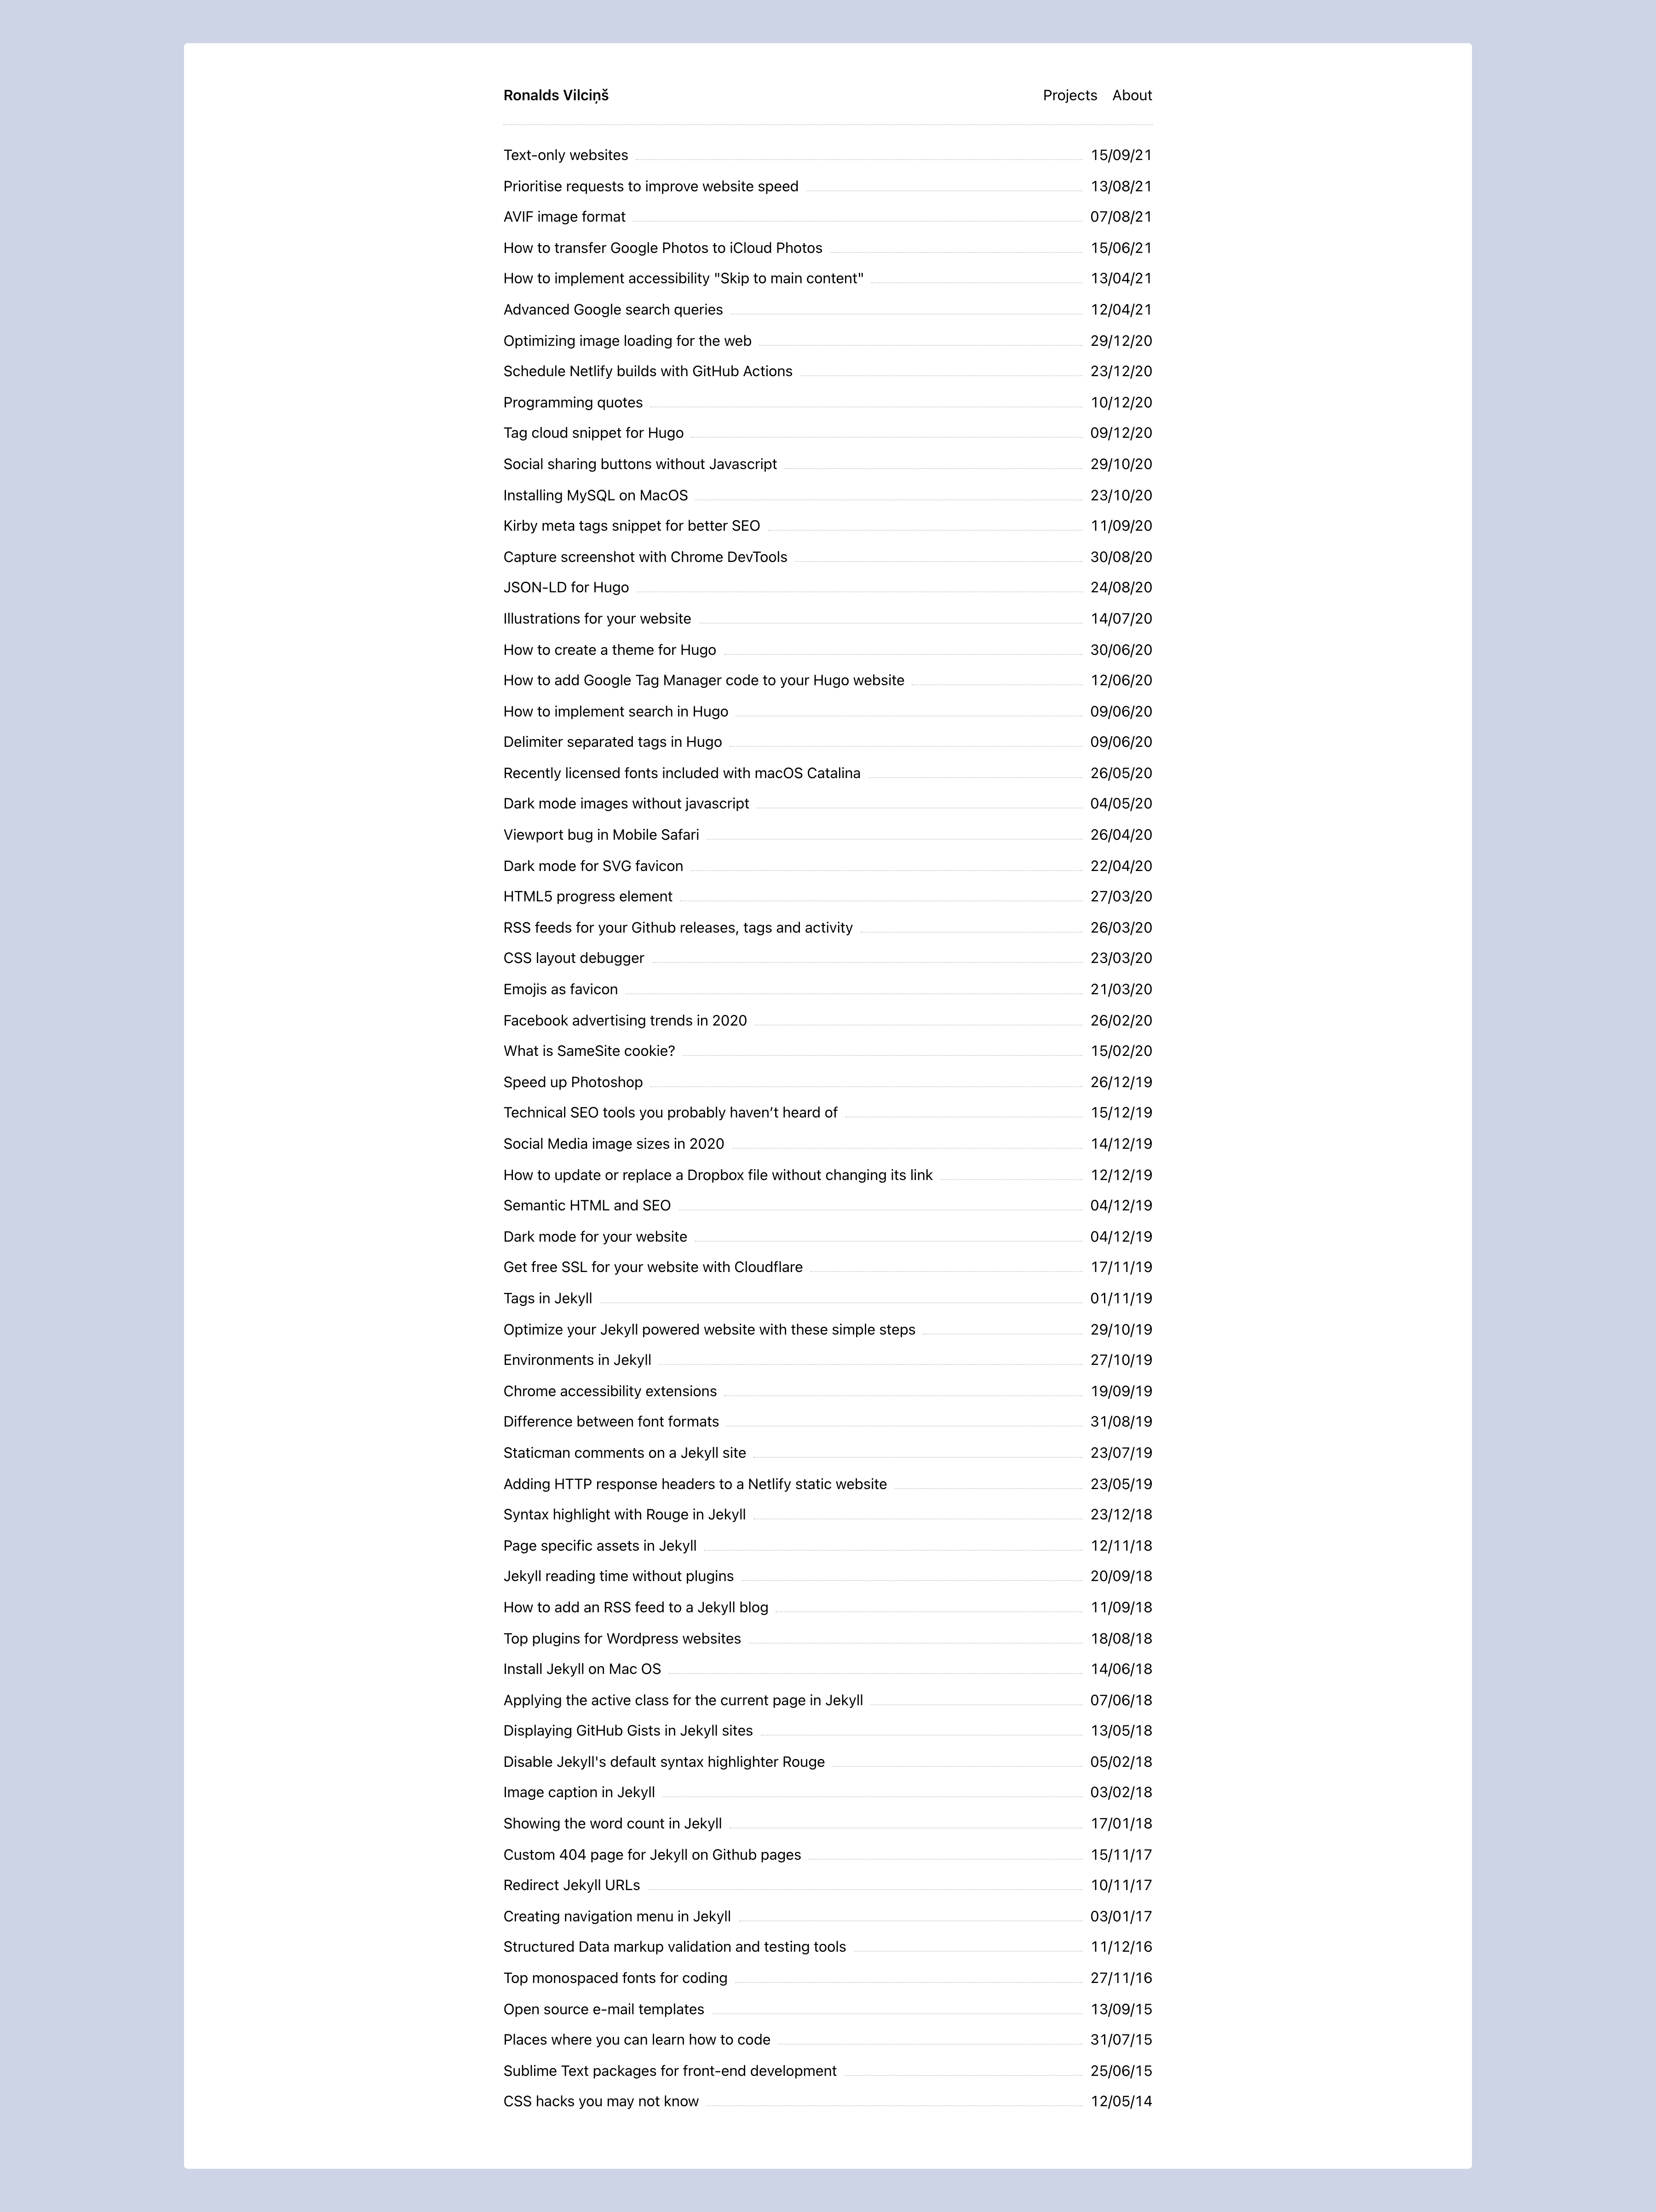 Ronalds Vilciņš Projects About
Text-only websites 15/09/21
Prioritise requests to improve website speed 13/08/21
AVIF image format 07/08/21
How to transfer Google Photos to iCloud Photos 15/06/21
How to implement accessibility "Skip to main content" 13/04/21
Advanced Google search queries 12/04/21
Optimizing image loading for the web 29/12/20
Schedule Netlify builds with GitHub Actions 23/12/20
Programming quotes 10/12/20
Tag cloud snippet for Hugo 09/12/20
Social sharing buttons without Javascript 29/10/20
Installing MySQL on MacOS 23/10/20
Kirby meta tags snippet for better SEO 11/09/20
Capture screenshot with Chrome DevTools 30/08/20
JSON-LD for Hugo 24/08/20
Illustrations for your website 14/07/20
How to create a theme for Hugo 30/06/20
How to add Google Tag Manager code to your Hugo website 12/06/20
How to implement search in Hugo 09/06/20
Delimiter separated tags in Hugo 09/06/20
Recently licensed fonts included with macOS Catalina 26/05/20
Dark mode images without javascript 04/05/20
Viewport bug in Mobile Safari 26/04/20
Dark mode for SVG favicon 22/04/20
HTML5 progress element 27/03/20
RSS feeds for your Github releases, tags and activity 26/03/20
CSS layout debugger 23/03/20
Emojis as favicon 21/03/20
Facebook advertising trends in 2020 26/02/20
What is SameSite cookie? 15/02/20
Speed up Photoshop 26/12/19
Technical SEO tools you probably haven’t heard of 15/12/19
Social Media image sizes in 2020 14/12/19
How to update or replace a Dropbox file without changing its link 12/12/19
Semantic HTML and SEO 04/12/19
Dark mode for your website 04/12/19
Get free SSL for your website with Cloudflare 17/11/19
Tags in Jekyll 01/11/19
Optimize your Jekyll powered website with these simple steps 29/10/19
Environments in Jekyll 27/10/19
Chrome accessibility extensions 19/09/19
Difference between font formats 31/08/19
Staticman comments on a Jekyll site 23/07/19
Adding HTTP response headers to a Netlify static website 23/05/19
Syntax highlight with Rouge in Jekyll 23/12/18
Page specific assets in Jekyll 12/11/18
Jekyll reading time without plugins 20/09/18
How to add an RSS feed to a Jekyll blog 11/09/18
Top plugins for Wordpress websites 18/08/18
Install Jekyll on Mac OS 14/06/18
Applying the active class for the current page in Jekyll 07/06/18
Displaying GitHub Gists in Jekyll sites 13/05/18
Disable Jekyll's default syntax highlighter Rouge 05/02/18
Image caption in Jekyll 03/02/18
Showing the word count in Jekyll 17/01/18
Custom 404 page for Jekyll on Github pages 15/11/17
Redirect Jekyll URLs 10/11/17
Creating navigation menu in Jekyll 03/01/17
Structured Data markup validation and testing tools 11/12/16
Top monospaced fonts for coding 27/11/16
Open source e-mail templates 13/09/15
Places where you can learn how to code 31/07/15
Sublime Text packages for front-end development 25/06/15
CSS hacks you may not know 12/05/14